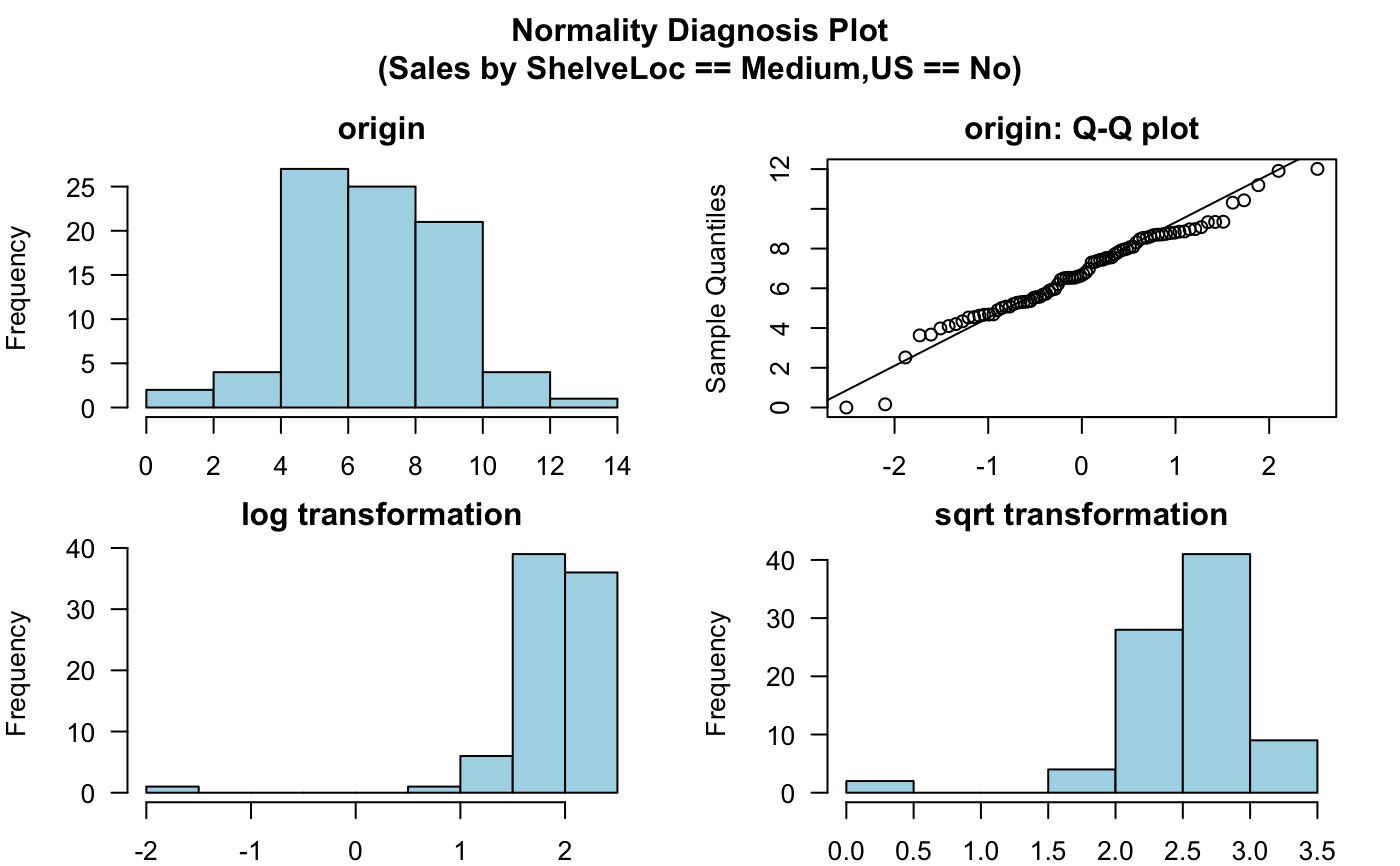 Normality Diagnosis Plot
(Sales by ShelveLoc == Medium,US == No)
origin
Frequency
25
20
15
10
5
0
0 2 4 6 8 10 12 14
origin: Q-Q plot
Sample Quantiles
12
8
6
4
2
0
-2 -1 0 1 2
log transformation
Frequency
40
30
20
10
0
-2 -1 0 1 2
sqrt transformation
Frequency
40
30
20
10
0
0.0 0.5 1.0 1.5 2.0 2.5 3.0 3.5